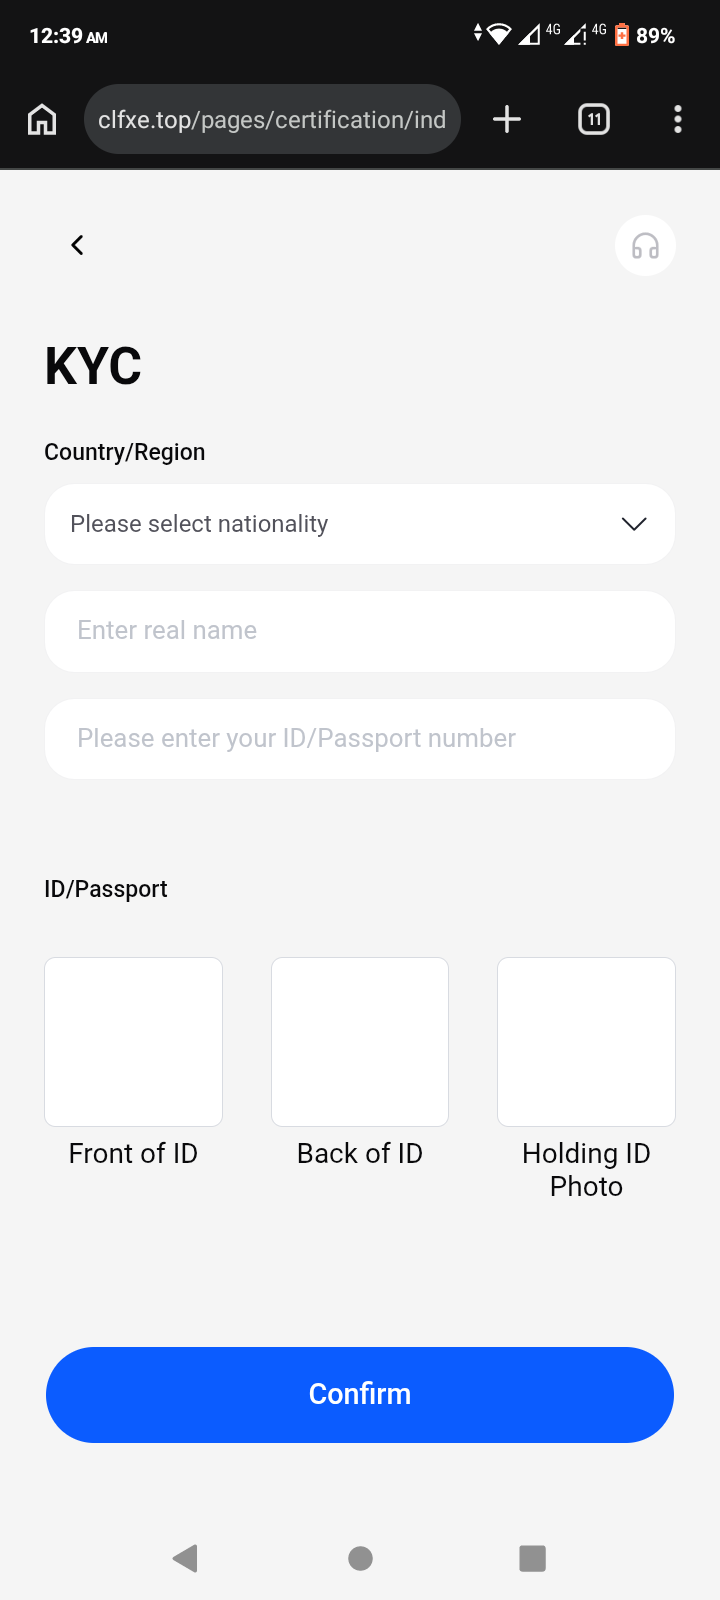 12:39 AM
4G
4G
89%
clfxe.top/pages/certification/ind
11
KYC
Country/Region
Please select nationality
Enter real name
Please enter your ID/Passport number
ID/Passport
Front of ID
Back of ID
Holding ID
Photo
Confirm